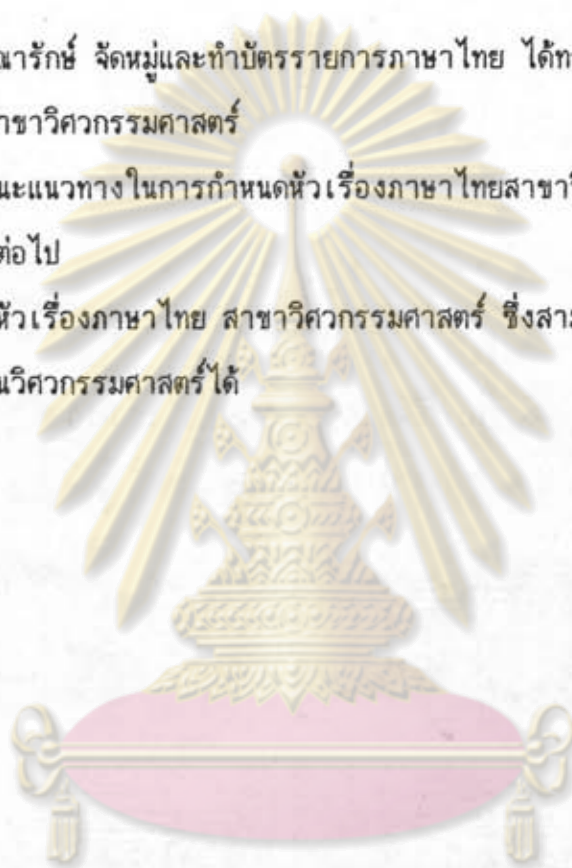 ณารักษ์ จัดหมู่และทำบัตรรายการภาษาไทย ได้ท
าขาวิศวกรรมศาสตร์
นะแนวทางในการกำหนดหัวเรื่องภาษาไทยสาขาวิ
ต่อไป
หัวเรื่องภาษาไทย สาขาวิศวกรรมศาสตร์ ซึ่งสาม
นวิศวกรรมศาสตร์ได้